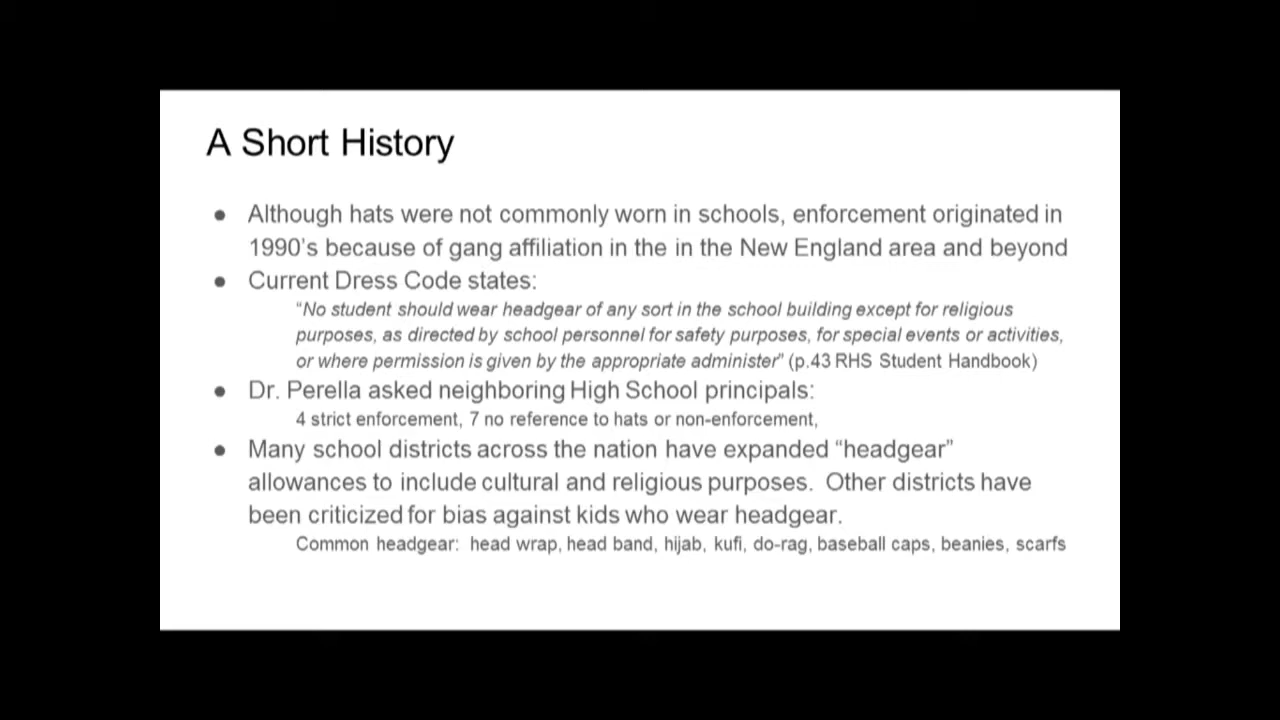 A Short History
● Although hats were not commonly worn in schools, enforcement originated in
1990's because of gang affiliation in the in the New England area and beyond
● Current Dress Code states:
"No student should wear headgear of any sort in the school building except for religious
purposes, as directed by school personnel for safety purposes, for special events or activities,
or where permission is given by the appropriate administer" (p.43 RHS Student Handbook)
● Dr. Perella asked neighboring High School principals:
4 strict enforcement, 7 no reference to hats or non-enforcement,
● Many school districts across the nation have expanded "headgear"
allowances to include cultural and religious purposes.  Other districts have
been criticized for bias against kids who wear headgear.
Common headgear:  head wrap, head band, hijab, kufi, do-rag, baseball caps, beanies, scarfs